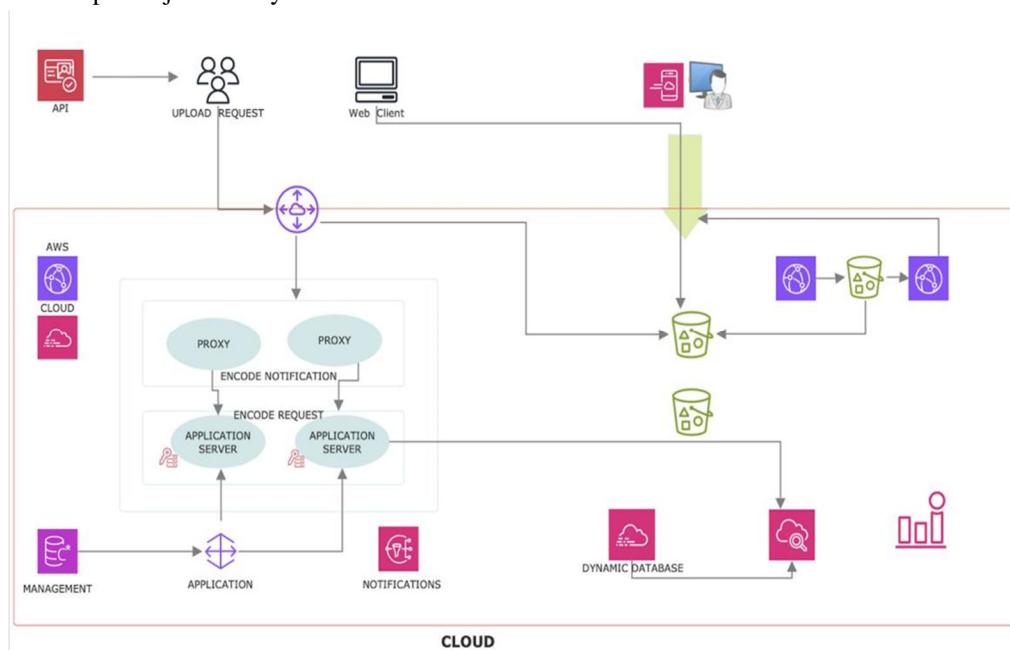 API
UPLOAD REQUEST
Web Client
AWS
CLOUD
PROXY
PROXY
ENCODE NOTIFICATION
ENCODE REQUEST
APPLICATION
SERVER
APPLICATION
SERVER
MANAGEMENT
APPLICATION
NOTIFICATIONS
DYNAMIC DATABASE
CLOUD